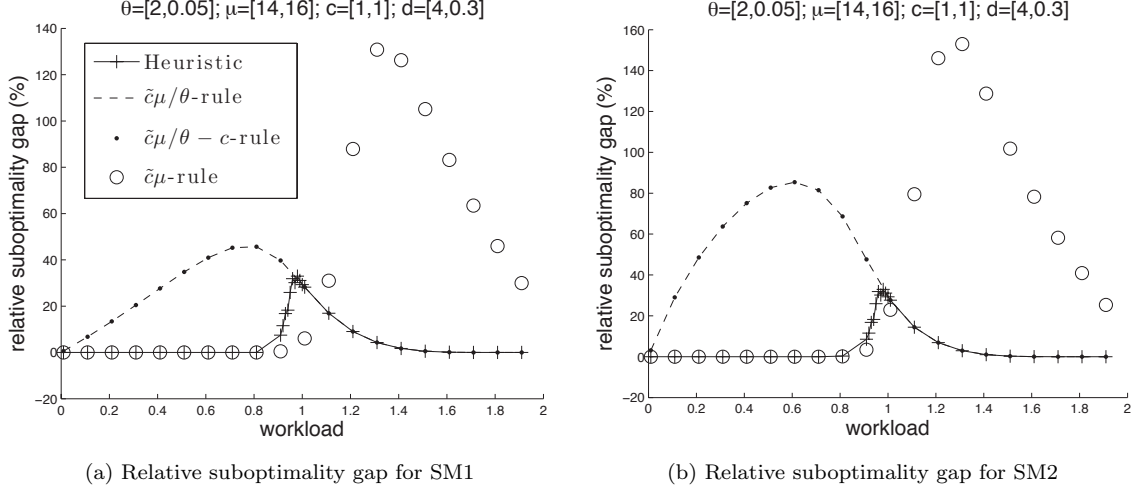 θ=[2,0.05]; μ=[14,16]; c=[1,1]; d=[4,0.3]
140
120
100
80
60
40
20
0
−20
relative suboptimality gap (%)
Heuristic
c̃μ/θ-rule
c̃μ/θ − c-rule
c̃μ-rule
0 0.2 0.4 0.6 0.8 1 1.2 1.4 1.6 1.8 2
workload
(a) Relative suboptimality gap for SM1
θ=[2,0.05]; μ=[14,16]; c=[1,1]; d=[4,0.3]
160
140
120
100
80
60
40
20
0
−20
relative suboptimality gap (%)
0 0.2 0.4 0.6 0.8 1 1.2 1.4 1.6 1.8 2
workload
(b) Relative suboptimality gap for SM2